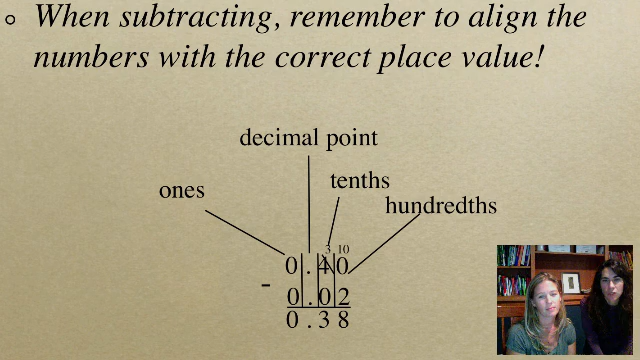 When subtracting, remember to align the
numbers with the correct place value!
decimal point
tenths
ones
hundredths
3 10
0 . 4 0
- 0 . 0 2
0 . 3 8